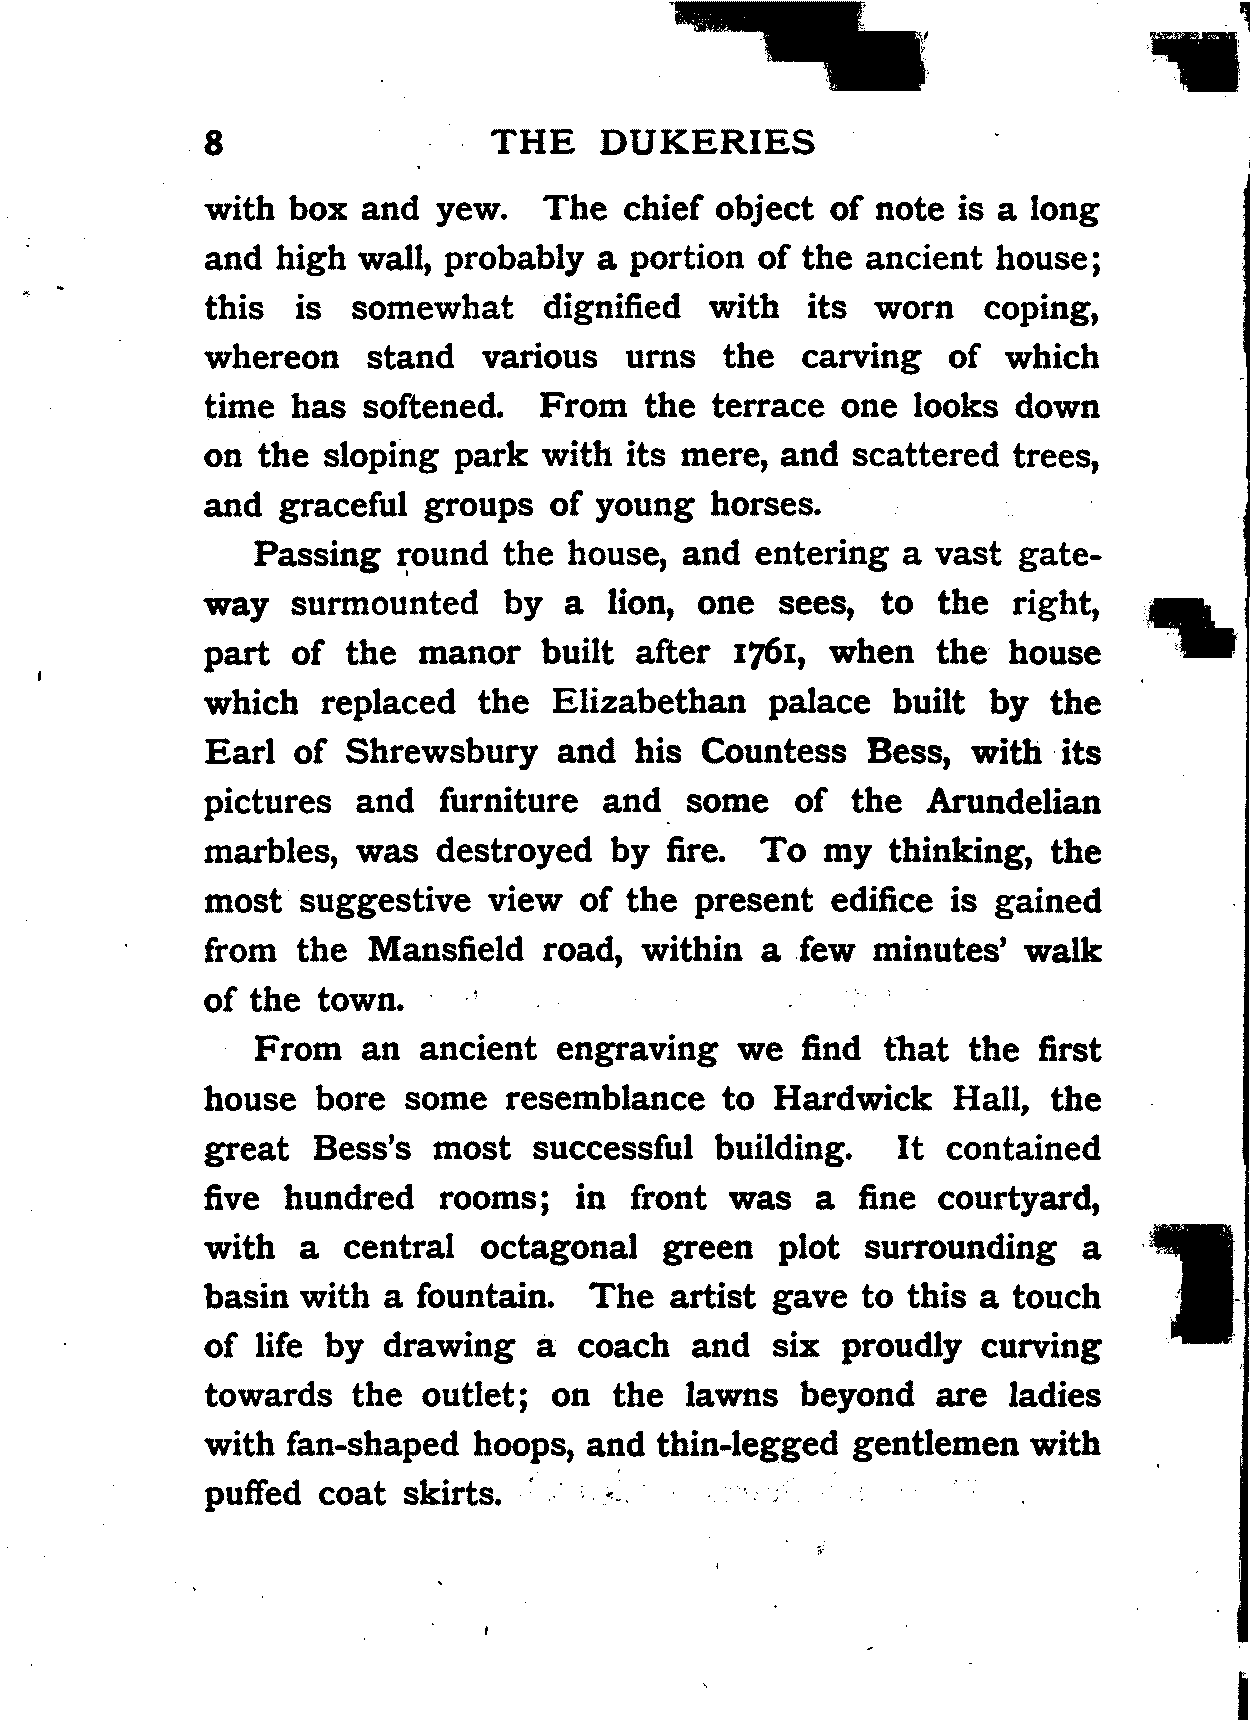 8 THE DUKERIES
with box and yew. The chief object of note is a long
and high wall, probably a portion of the ancient house;
this is somewhat dignified with its worn coping,
whereon stand various urns the carving of which
time has softened. From the terrace one looks down
on the sloping park with its mere, and scattered trees,
and graceful groups of young horses.
Passing round the house, and entering a vast gate-
way surmounted by a lion, one sees, to the right,
part of the manor built after 1761, when the house
which replaced the Elizabethan palace built by the
Earl of Shrewsbury and his Countess Bess, with its
pictures and furniture and some of the Arundelian
marbles, was destroyed by fire. To my thinking, the
most suggestive view of the present edifice is gained
from the Mansfield road, within a few minutes' walk
of the town.
From an ancient engraving we find that the first
house bore some resemblance to Hardwick Hall, the
great Bess's most successful building. It contained
five hundred rooms; in front was a fine courtyard,
with a central octagonal green plot surrounding a
basin with a fountain. The artist gave to this a touch
of life by drawing a coach and six proudly curving
towards the outlet; on the lawns beyond are ladies
with fan-shaped hoops, and thin-legged gentlemen with
puffed coat skirts.